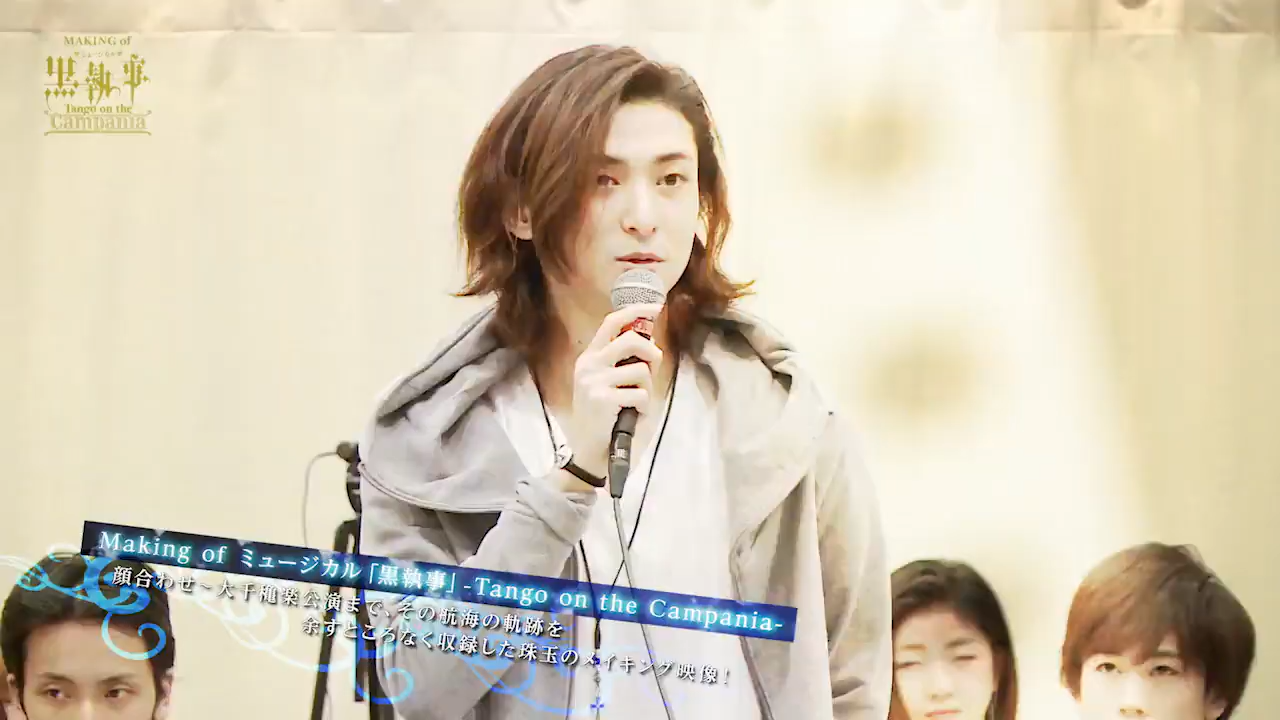 MAKING of
ミュージカル
黒執事
Tango on the
Campania
Making of ミュージカル「黒執事」-Tango on the Campania-
顔合わせ〜大千穐楽公演まで、その航海の軌跡を
余すところなく収録した珠玉のメイキング映像!